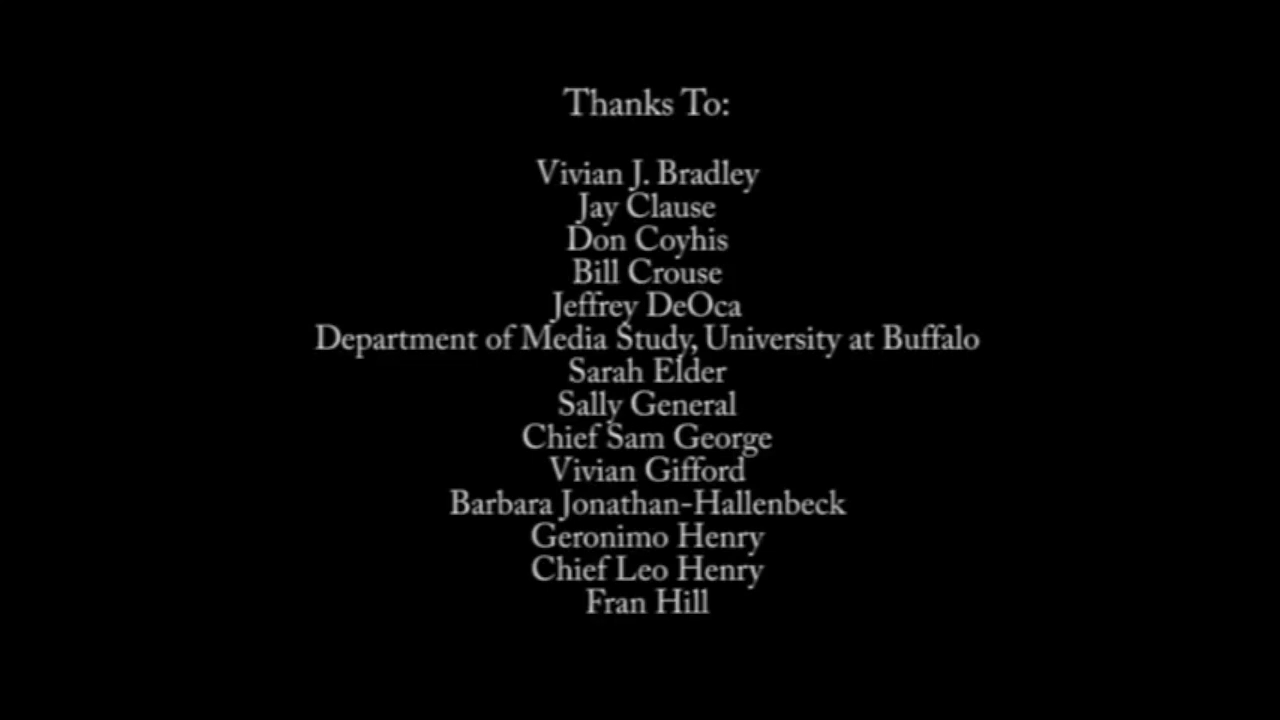 Thanks To:
Vivian J. Bradley
Jay Clause
Don Coyhis
Bill Crouse
Jeffrey DeOca
Department of Media Study, University at Buffalo
Sarah Elder
Sally General
Chief Sam George
Vivian Gifford
Barbara Jonathan-Hallenbeck
Geronimo Henry
Chief Leo Henry
Fran Hill